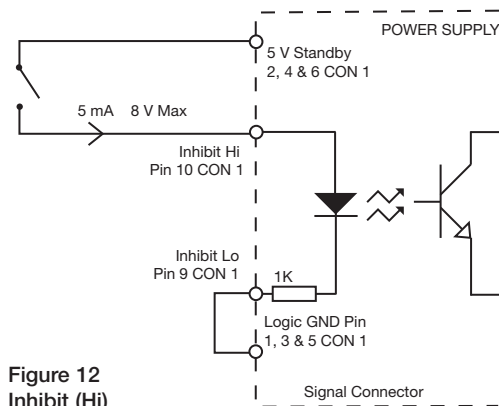 POWER SUPPLY
5 V Standby
2, 4 & 6 CON 1
5 mA 8 V Max
Inhibit Hi
Pin 10 CON 1
Inhibit Lo
Pin 9 CON 1
1K
Logic GND Pin
1, 3 & 5 CON 1
Figure 12
Inhibit (Hi)
Signal Connector